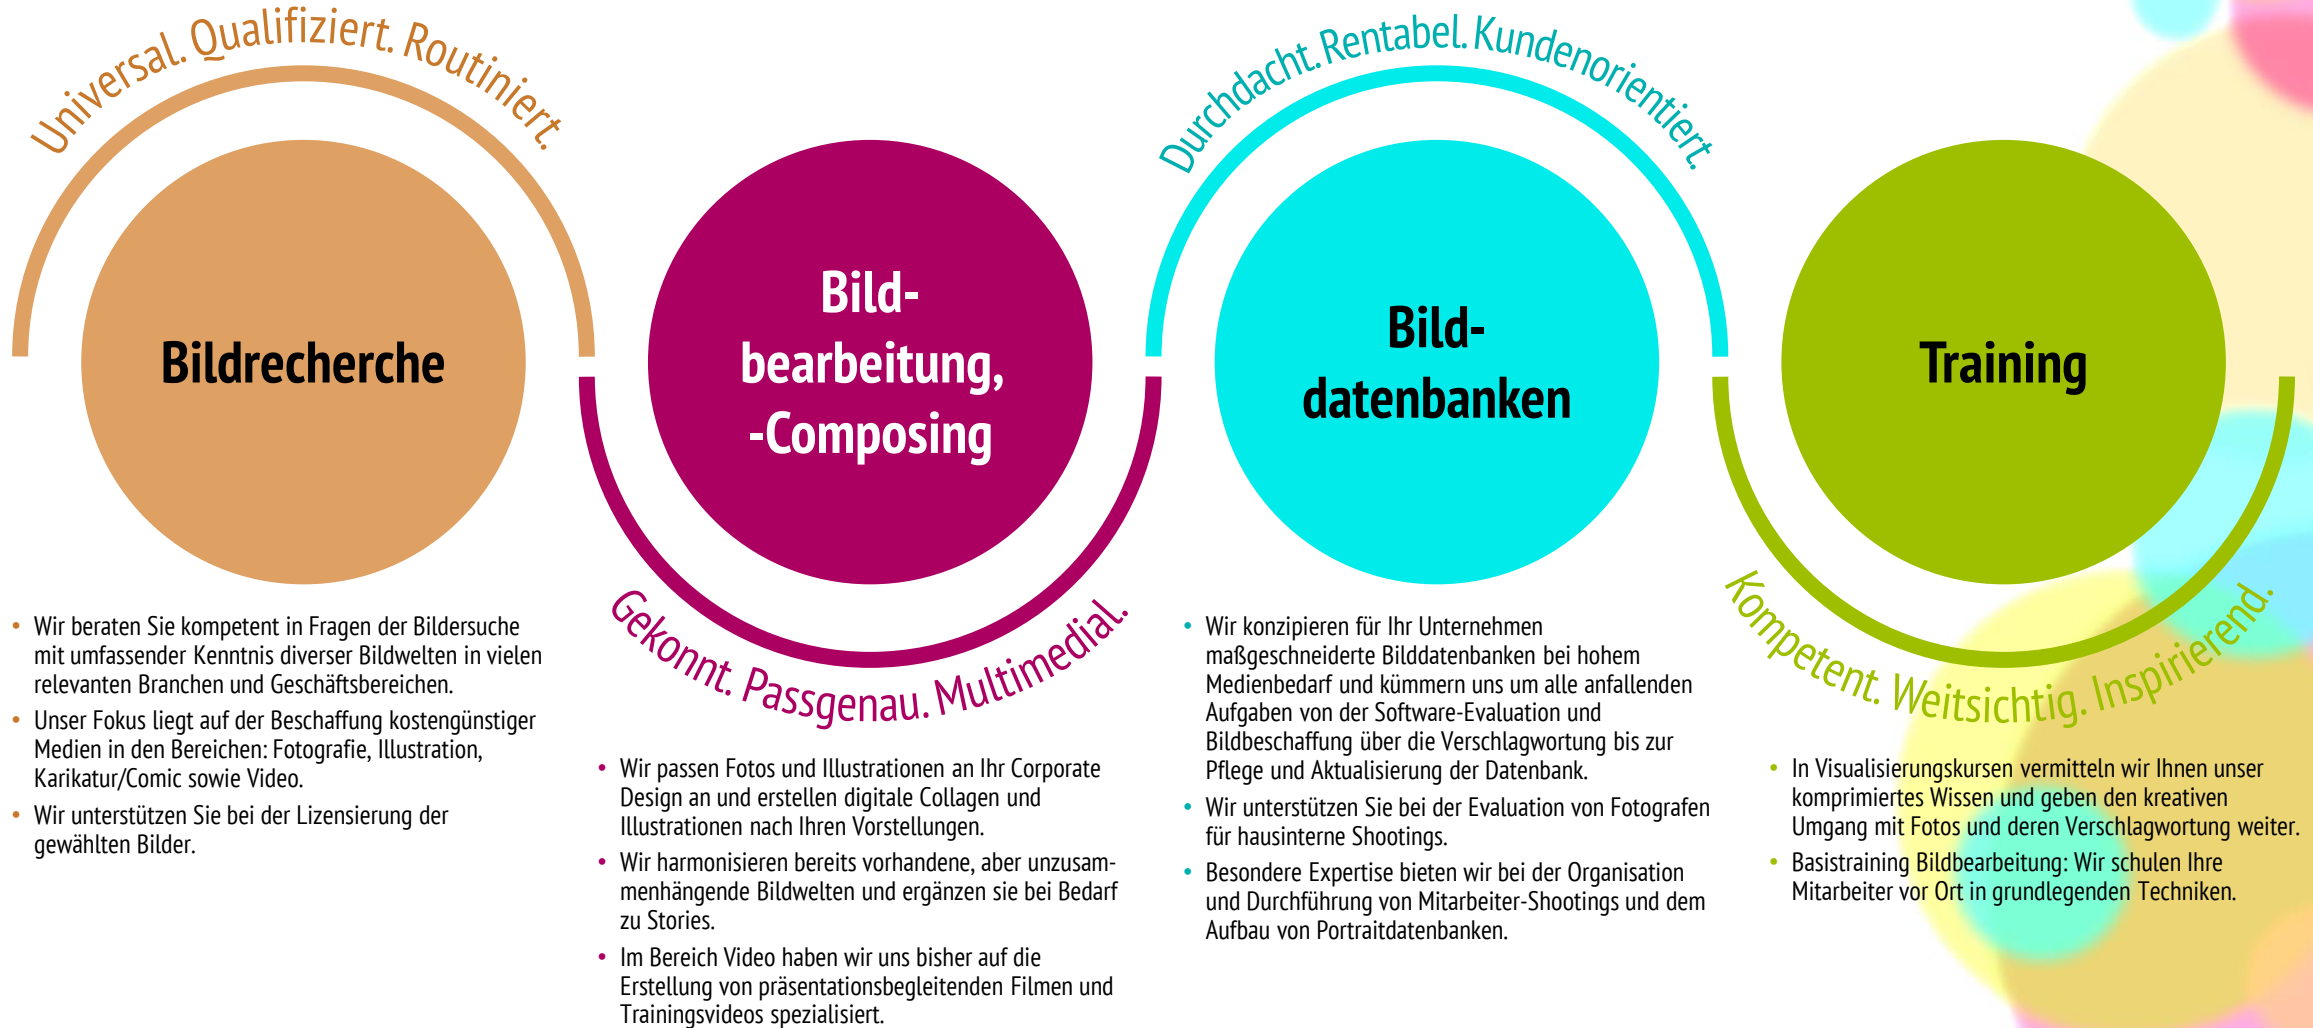 Universal. Qualifiziert. Routiniert.
Bildrecherche
• Wir beraten Sie kompetent in Fragen der Bildersuche
mit umfassender Kenntnis diverser Bildwelten in vielen
relevanten Branchen und Geschäftsbereichen.
• Unser Fokus liegt auf der Beschaffung kostengünstiger
Medien in den Bereichen: Fotografie, Illustration,
Karikatur/Comic sowie Video.
• Wir unterstützen Sie bei der Lizensierung der
gewählten Bilder.
Bild-
bearbeitung,
-Composing
Gekonnt. Passgenau. Multimedial.
• Wir passen Fotos und Illustrationen an Ihr Corporate
Design an und erstellen digitale Collagen und
Illustrationen nach Ihren Vorstellungen.
• Wir harmonisieren bereits vorhandene, aber unzusam-
menhängende Bildwelten und ergänzen sie bei Bedarf
zu Stories.
• Im Bereich Video haben wir uns bisher auf die
Erstellung von präsentationsbegleitenden Filmen und
Trainingsvideos spezialisiert.
Durchdacht. Rentabel. Kundenorientiert.
Bild-
datenbanken
• Wir konzipieren für Ihr Unternehmen
maßgeschneiderte Bilddatenbanken bei hohem
Medienbedarf und kümmern uns um alle anfallenden
Aufgaben von der Software-Evaluation und
Bildbeschaffung über die Verschlagwortung bis zur
Pflege und Aktualisierung der Datenbank.
• Wir unterstützen Sie bei der Evaluation von Fotografen
für hausinterne Shootings.
• Besondere Expertise bieten wir bei der Organisation
und Durchführung von Mitarbeiter-Shootings und dem
Aufbau von Portraitdatenbanken.
Training
Kompetent. Weitsichtig. Inspirierend.
• In Visualisierungskursen vermitteln wir Ihnen unser
komprimiertes Wissen und geben den kreativen
Umgang mit Fotos und deren Verschlagwortung weiter.
• Basistraining Bildbearbeitung: Wir schulen Ihre
Mitarbeiter vor Ort in grundlegenden Techniken.